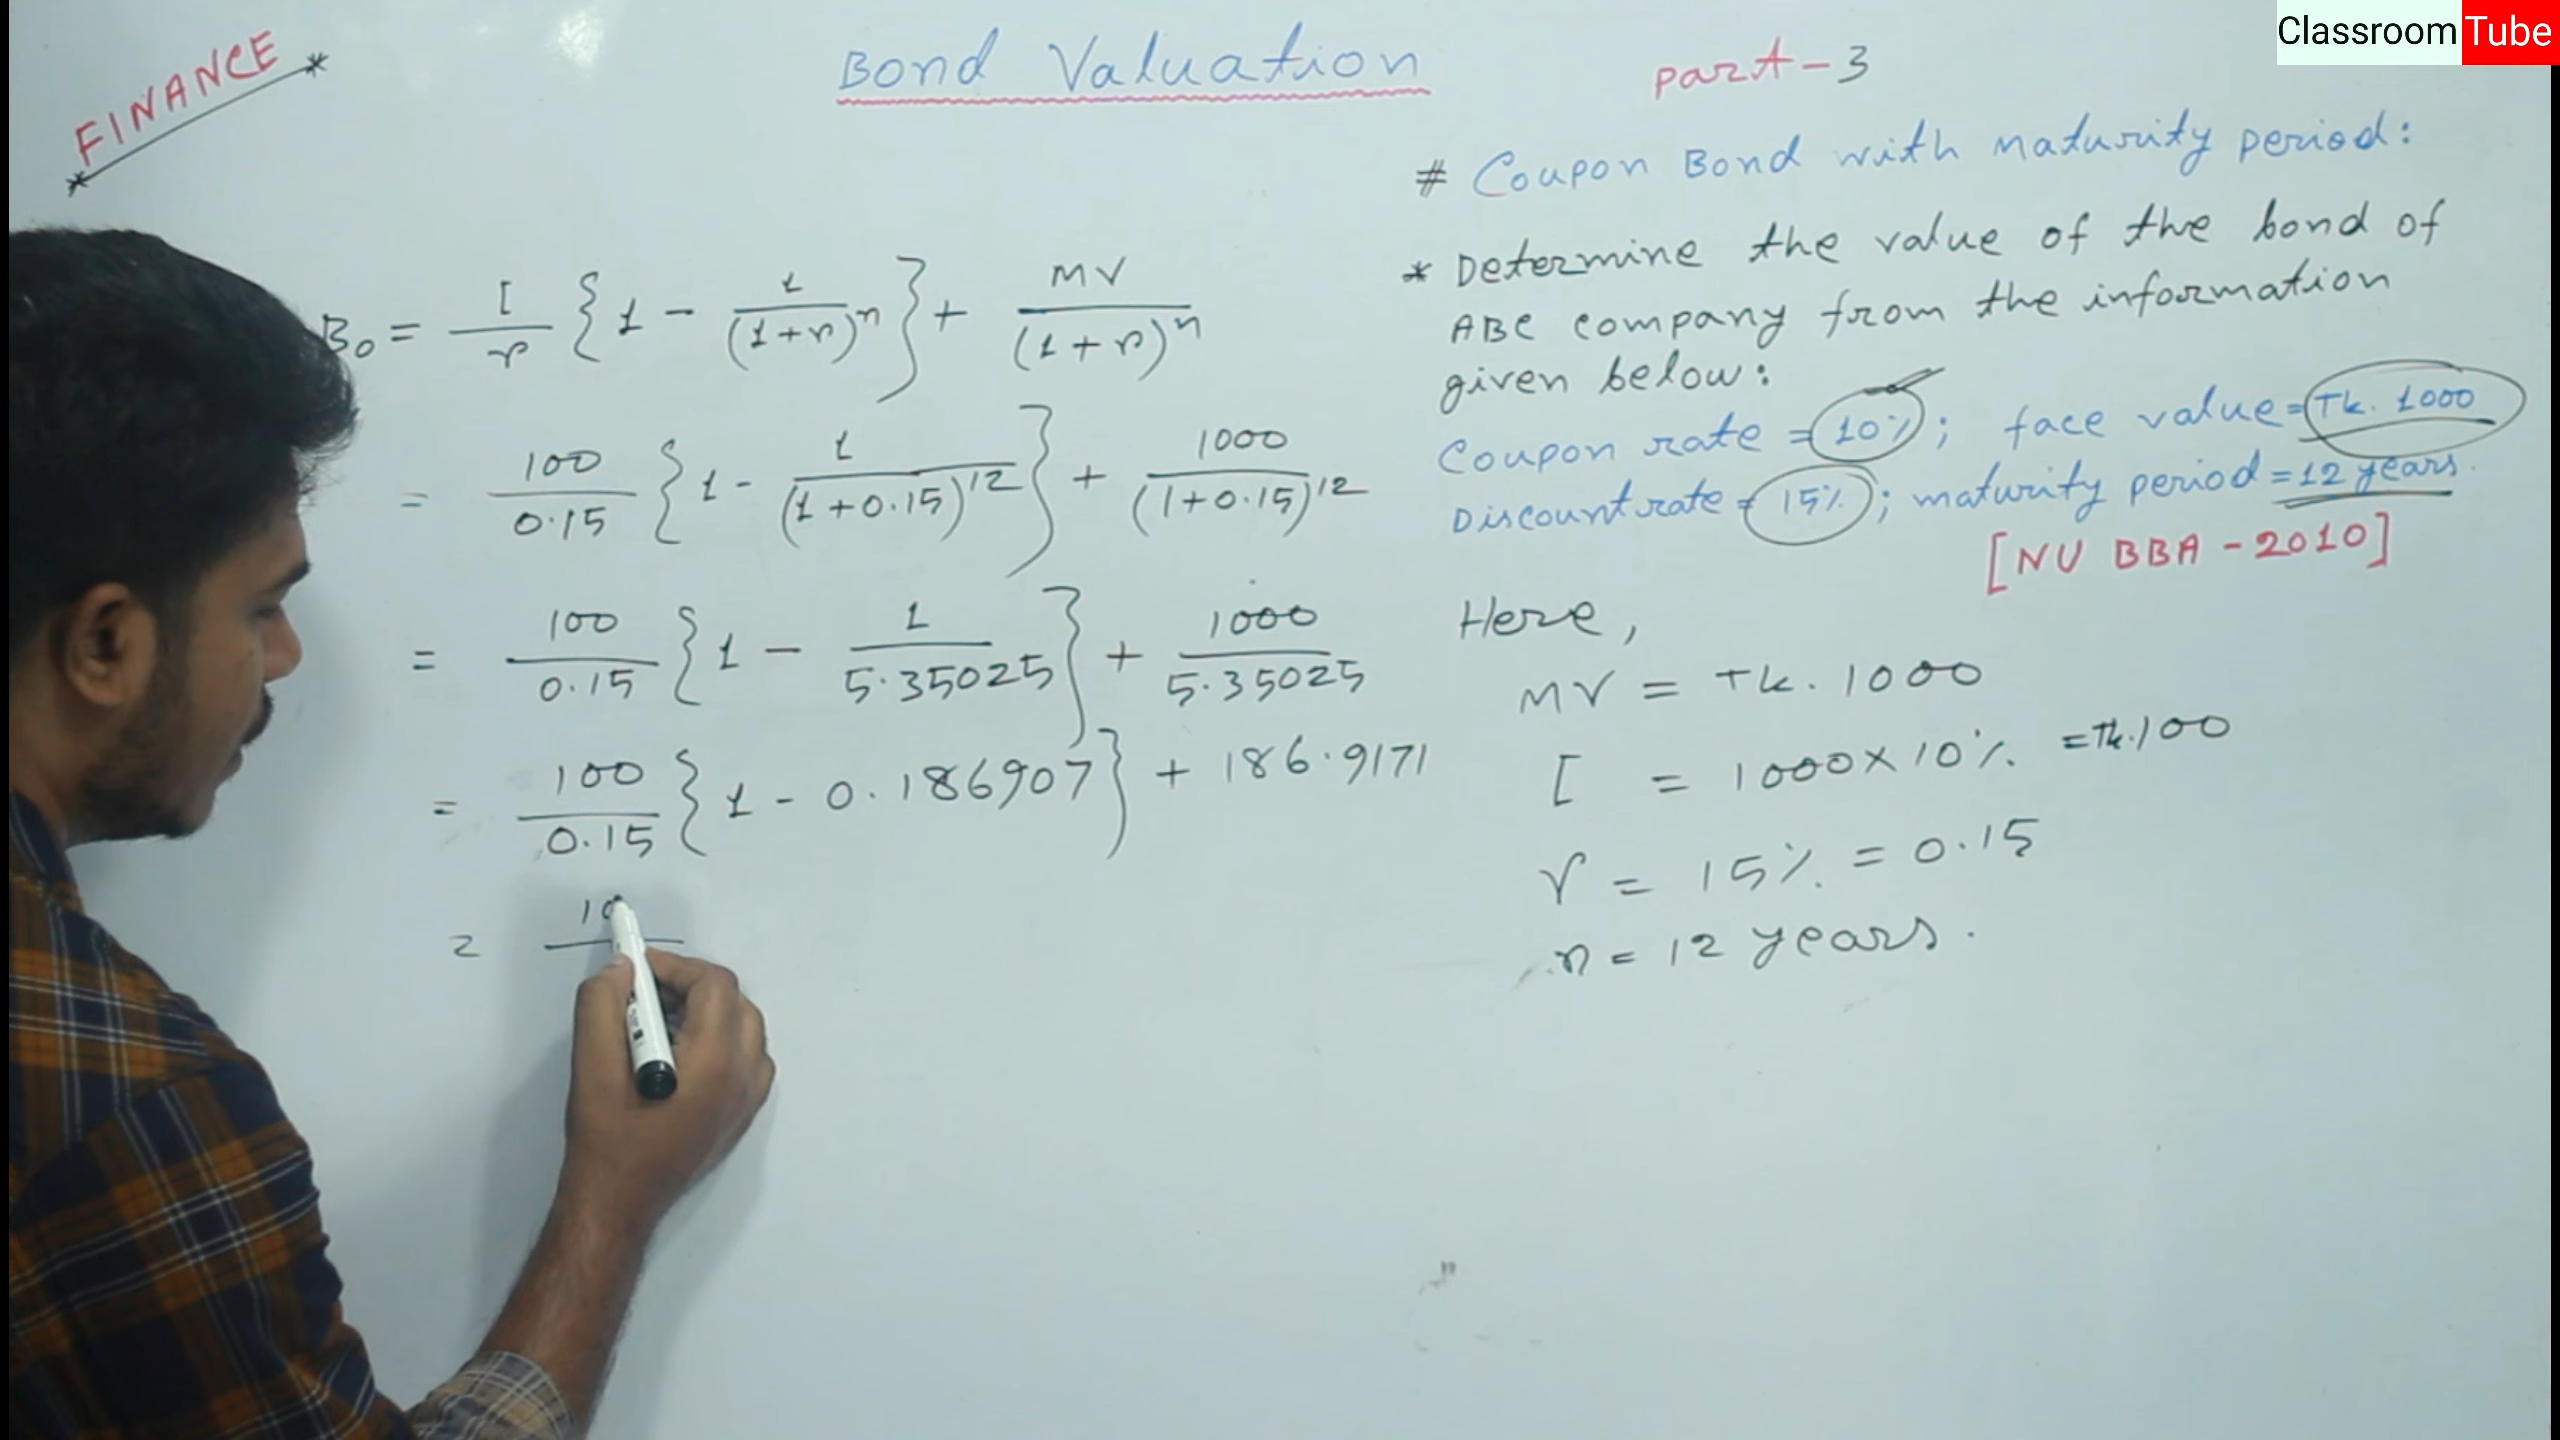 ClassroomTube
FINANCE
Bond Valuation
part-3
B₀ = I/r {1 - 1/(1+r)ⁿ} + MV/(1+r)ⁿ
= 100/0.15 {1 - 1/(1+0.15)¹²} + 1000/(1+0.15)¹²
= 100/0.15 {1 - 1/5.35025} + 1000/5.35025
= 100/0.15 {1 - 0.186907} + 186.9171
= 10
# Coupon Bond with maturity period:
* Determine the value of the bond of
ABC company from the information
given below:
Coupon rate = 10%; face value = Tk. 1000
Discount rate = 15%; maturity period = 12 years.
[NU BBA - 2010]
Here,
MV = Tk. 1000
I = 1000 × 10% = Tk. 100
r = 15% = 0.15
n = 12 years.